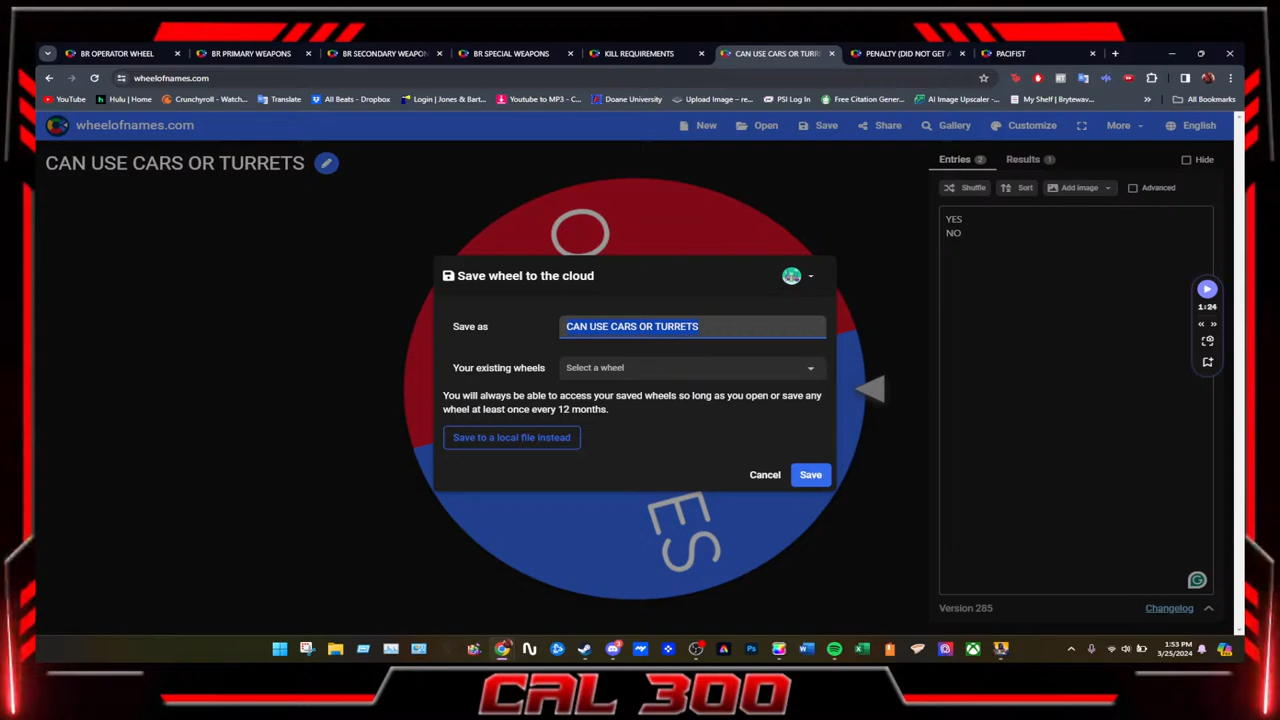 BR OPERATOR WHEEL
BR PRIMARY WEAPONS
BR SECONDARY WEAPON
BR SPECIAL WEAPONS
KILL REQUIREMENTS
CAN USE CARS OR TURR
PENALTY (DID NOT GET A
PACIFIST
wheelofnames.com
YouTube
Hulu | Home
Crunchyroll - Watch...
Translate
All Beats - Dropbox
Login | Jones & Bart...
Youtube to MP3 - C...
Doane University
Upload Image – re...
PSI Log In
Free Citation Gener...
AI Image Upscaler -...
My Shelf | Brytewav...
All Bookmarks
wheelofnames.com
New
Open
Save
Share
Gallery
Customize
More
English
CAN USE CARS OR TURRETS
Entries 2
Results 1
Hide
Shuffle
Sort
Add image
Advanced
YES
NO
O
Save wheel to the cloud
Save as
CAN USE CARS OR TURRETS
Your existing wheels
Select a wheel
You will always be able to access your saved wheels so long as you open or save any
wheel at least once every 12 months.
Save to a local file instead
Cancel
Save
ES
1:24
Version 285
Changelog
1:53 PM
3/25/2024
CAL 300